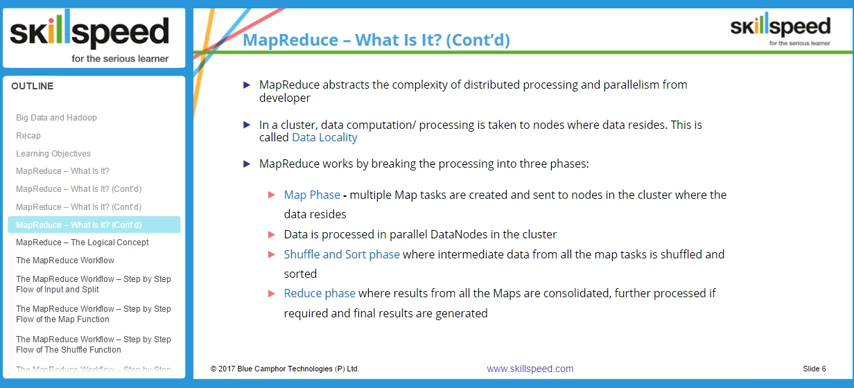 skillspeed
for the serious learner
OUTLINE
Big Data and Hadoop
Recap
Learning Objectives
MapReduce – What Is It?
MapReduce – What Is It? (Cont'd)
MapReduce – What Is It? (Cont'd)
MapReduce – What Is It? (Cont'd)
MapReduce – The Logical Concept
The MapReduce Workflow
The MapReduce Workflow – Step by Step
Flow of Input and Split
The MapReduce Workflow – Step by Step
Flow of the Map Function
The MapReduce Workflow – Step by Step
Flow of The Shuffle Function
The MapReduce Workflow – Step by Step
MapReduce – What Is It? (Cont'd)
skillspeed
for the serious learner
MapReduce abstracts the complexity of distributed processing and parallelism from
developer
In a cluster, data computation/ processing is taken to nodes where data resides. This is
called Data Locality
MapReduce works by breaking the processing into three phases:
Map Phase - multiple Map tasks are created and sent to nodes in the cluster where the
data resides
Data is processed in parallel DataNodes in the cluster
Shuffle and Sort phase where intermediate data from all the map tasks is shuffled and
sorted
Reduce phase where results from all the Maps are consolidated, further processed if
required and final results are generated
© 2017 Blue Camphor Technologies (P) Ltd.
www.skillspeed.com
Slide 6